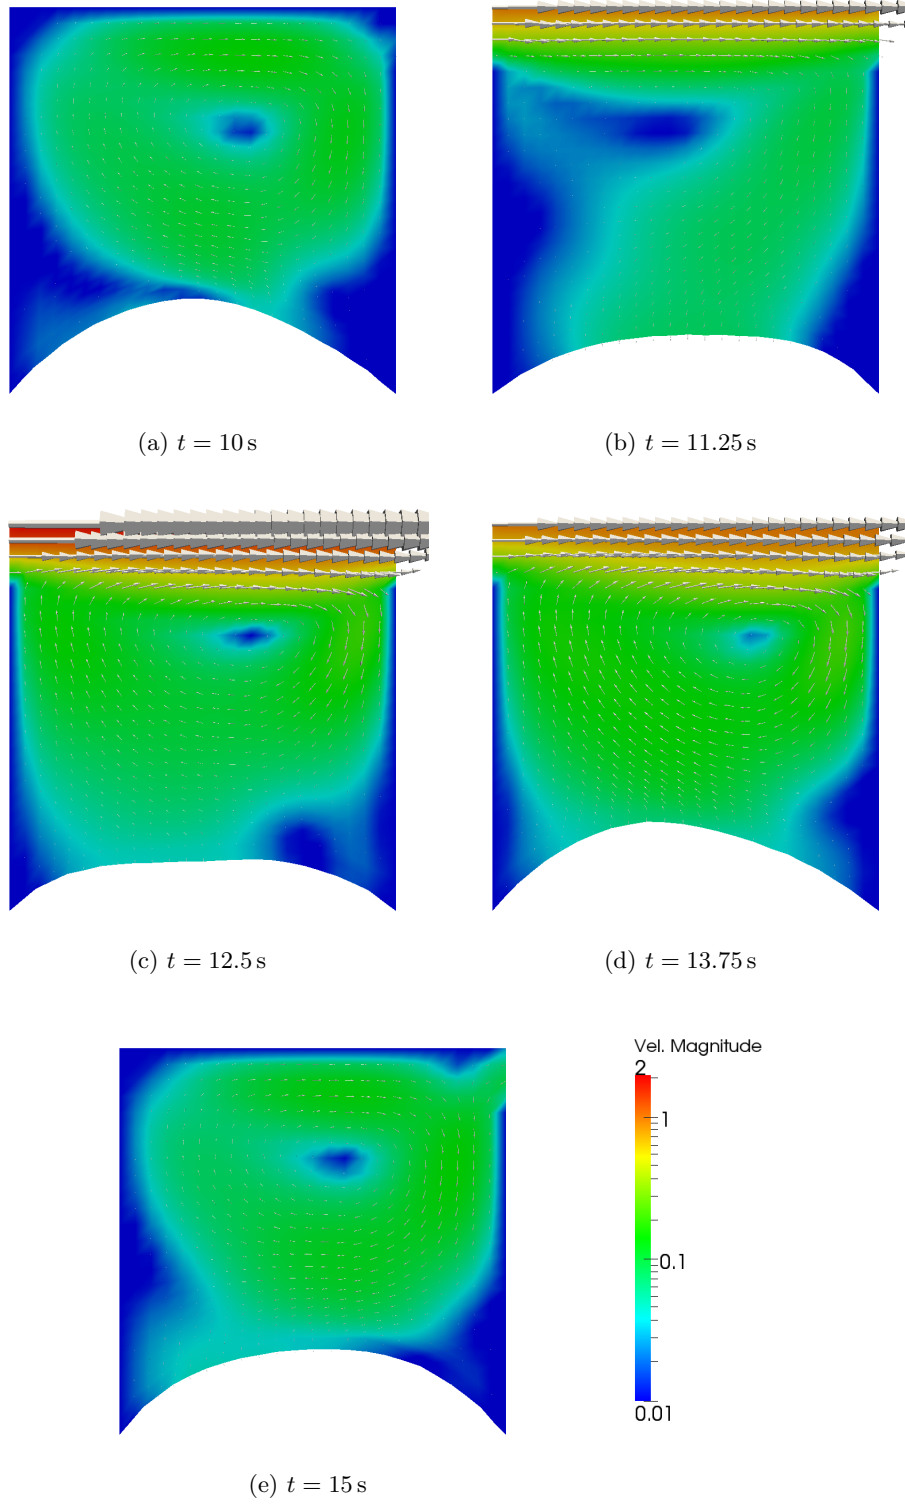 (a) t = 10 s
(b) t = 11.25 s
(c) t = 12.5 s
(d) t = 13.75 s
Vel. Magnitude
2
1
0.1
0.01
(e) t = 15 s